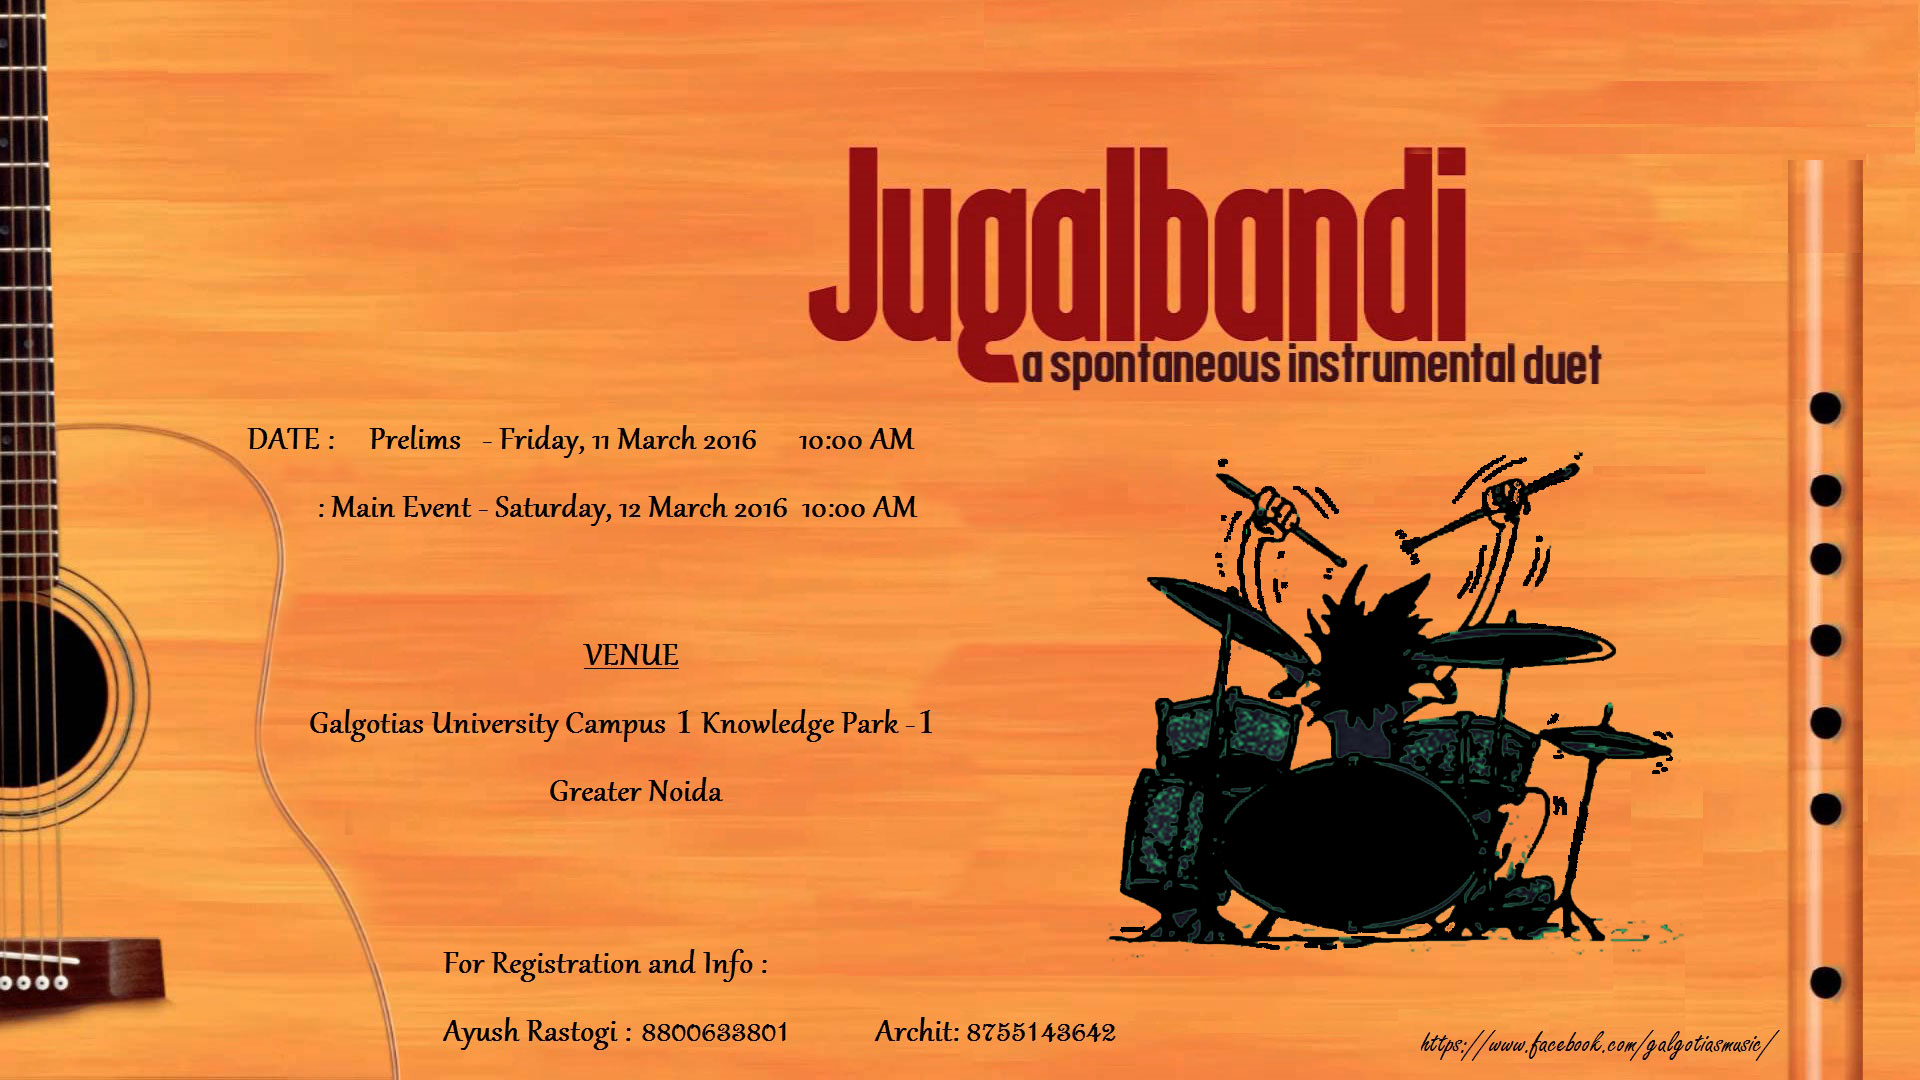 Jugalbandi
a spontaneous instrumental duet
DATE : Prelims - Friday, 11 March 2016 10:00 AM
: Main Event - Saturday, 12 March 2016 10:00 AM
VENUE
Galgotias University Campus 1 Knowledge Park -1
Greater Noida
For Registration and Info :
Ayush Rastogi : 8800633801 Archit: 8755143642
https://www.facebook.com/galgotiasmusic/